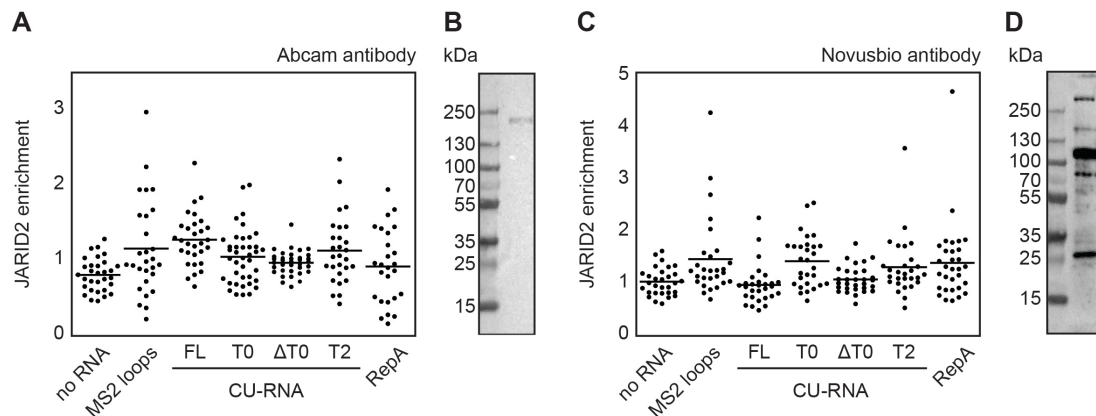 A
Abcam antibody
JARID2 enrichment
3
2
1
0
no RNA
MS2 loops
FL
T0
ΔT0
T2
RepA
CU-RNA
B
kDa
250
130
100
70
55
35
25
15
C
Novusbio antibody
JARID2 enrichment
5
4
3
2
1
0
no RNA
MS2 loops
FL
T0
ΔT0
T2
RepA
CU-RNA
D
kDa
250
130
100
70
55
35
25
15